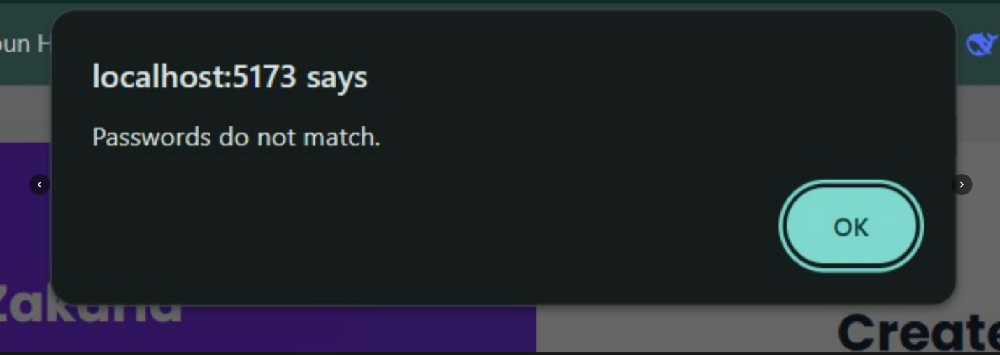 localhost:5173 says
Passwords do not match.
OK
Create